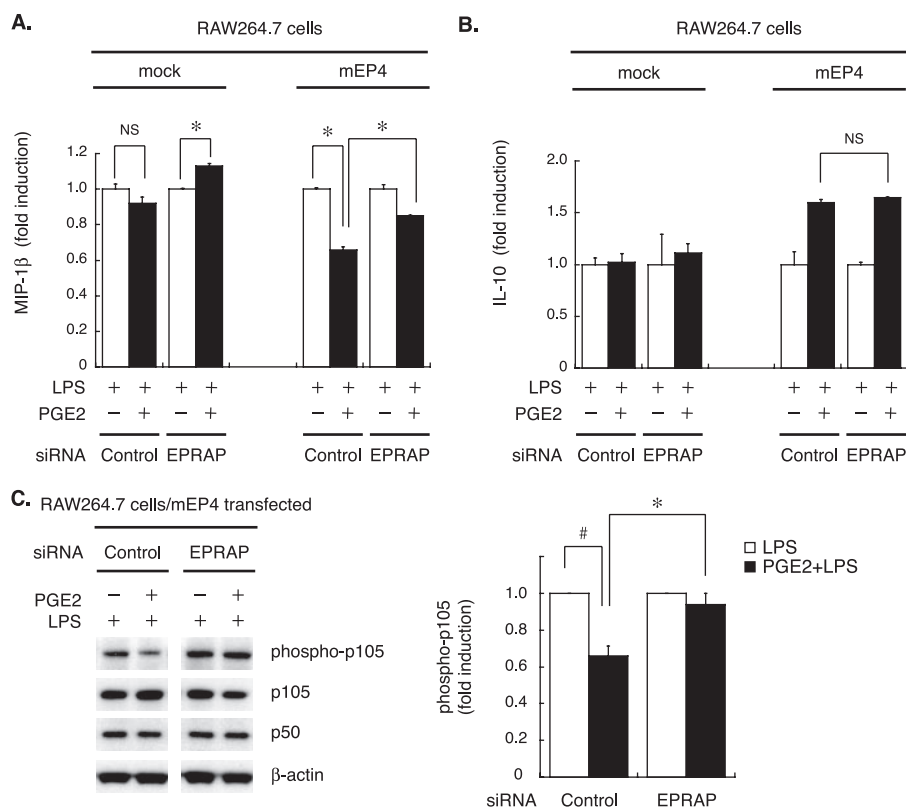 A.
RAW264.7 cells
mock mEP4
MIP-1β (fold induction)
NS * * *
1.2
1.0
0.8
0.6
0.4
0.2
0
LPS + + + + + + + +
PGE2 − + − + − + − +
siRNA Control EPRAP Control EPRAP
B.
RAW264.7 cells
mock mEP4
IL-10 (fold induction)
NS
2.0
1.5
1.0
0.5
0
LPS + + + + + + + +
PGE2 − + − + − + − +
siRNA Control EPRAP Control EPRAP
C. RAW264.7 cells/mEP4 transfected
siRNA Control EPRAP
PGE2 − + − +
LPS + + + +
phospho-p105
p105
p50
β-actin
phospho-p105
(fold induction)
# *
LPS
PGE2+LPS
1.0
0.8
0.6
0.4
0.2
0
siRNA Control EPRAP